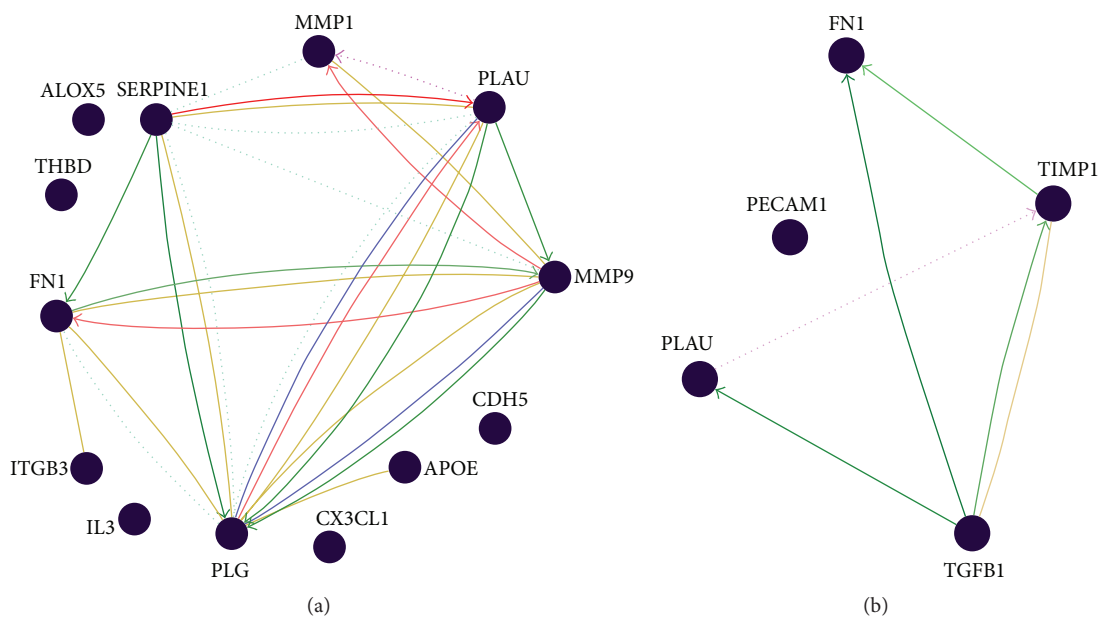 MMP1
PLAU
ALOX5
SERPINE1
THBD
FN1
MMP9
CDH5
ITGB3
APOE
IL3
CX3CL1
PLG
(a)
FN1
TIMP1
PECAM1
PLAU
TGFB1
(b)